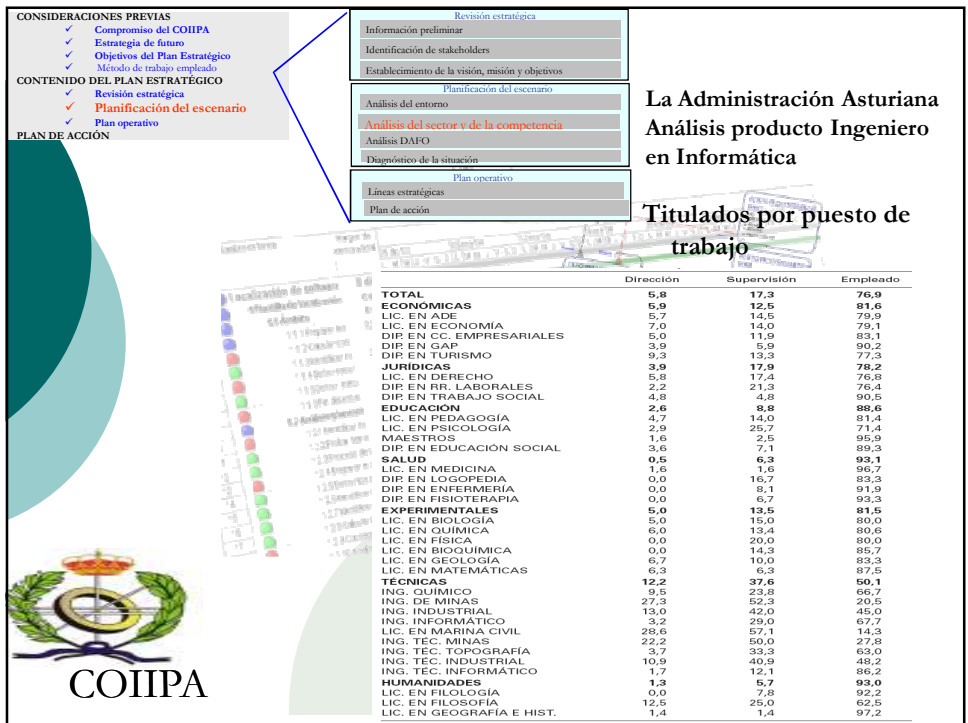 CONSIDERACIONES PREVIAS
✓ Compromiso del COIIPA
✓ Estrategia de futuro
✓ Objetivos del Plan Estratégico
✓ Método de trabajo empleado
CONTENIDO DEL PLAN ESTRATÉGICO
✓ Revisión estratégica
✓ Planificación del escenario
✓ Plan operativo
PLAN DE ACCIÓN
Revisión estratégica
Información preliminar
Identificación de stakeholders
Establecimiento de la visión, misión y objetivos
Planificación del escenario
Análisis del entorno
Análisis del sector y de la competencia
Análisis DAFO
Diagnóstico de la situación
Plan operativo
Líneas estratégicas
Plan de acción
La Administración Asturiana
Análisis producto Ingeniero
en Informática
Titulados por puesto de
trabajo
Dirección Supervisión Empleado
TOTAL 5,8 17,3 76,9
ECONÓMICAS 5,9 12,5 81,6
LIC. EN ADE 5,7 14,5 79,9
LIC. EN ECONOMÍA 7,0 14,0 79,1
DIP. EN CC. EMPRESARIALES 5,0 11,9 83,1
DIP. EN GAP 3,9 5,9 90,2
DIP. EN TURISMO 9,3 13,3 77,3
JURÍDICAS 3,9 17,9 78,2
LIC. EN DERECHO 5,8 17,4 76,8
DIP. EN RR. LABORALES 2,2 21,3 76,4
DIP. EN TRABAJO SOCIAL 4,8 4,8 90,5
EDUCACIÓN 2,6 8,8 88,6
LIC. EN PEDAGOGÍA 4,7 14,0 81,4
LIC. EN PSICOLOGÍA 2,9 25,7 71,4
MAESTROS 1,6 2,5 95,9
DIP. EN EDUCACIÓN SOCIAL 3,6 7,1 89,3
SALUD 0,5 6,3 93,1
LIC. EN MEDICINA 1,6 1,6 96,7
DIP. EN LOGOPEDIA 0,0 16,7 83,3
DIP. EN ENFERMERÍA 0,0 8,1 91,9
DIP. EN FISIOTERAPIA 0,0 6,7 93,3
EXPERIMENTALES 5,0 13,5 81,5
LIC. EN BIOLOGÍA 5,0 15,0 80,0
LIC. EN QUÍMICA 6,0 13,4 80,6
LIC. EN FÍSICA 0,0 20,0 80,0
LIC. EN BIOQUÍMICA 0,0 14,3 85,7
LIC. EN GEOLOGÍA 6,7 10,0 83,3
LIC. EN MATEMÁTICAS 6,3 6,3 87,5
TÉCNICAS 12,2 37,6 50,1
ING. QUÍMICO 9,5 23,8 66,7
ING. DE MINAS 27,3 52,3 20,5
ING. INDUSTRIAL 13,0 42,0 45,0
ING. INFORMÁTICO 3,2 29,0 67,7
LIC. EN MARINA CIVIL 28,6 57,1 14,3
ING. TÉC. MINAS 22,2 50,0 27,8
ING. TÉC. TOPOGRAFÍA 3,7 33,3 63,0
ING. TÉC. INDUSTRIAL 10,9 40,9 48,2
ING. TÉC. INFORMÁTICO 1,7 12,1 86,2
HUMANIDADES 1,3 5,7 93,0
LIC. EN FILOLOGÍA 0,0 7,8 92,2
LIC. EN FILOSOFÍA 12,5 25,0 62,5
LIC. EN GEOGRAFÍA E HIST. 1,4 1,4 97,2
COIIPA